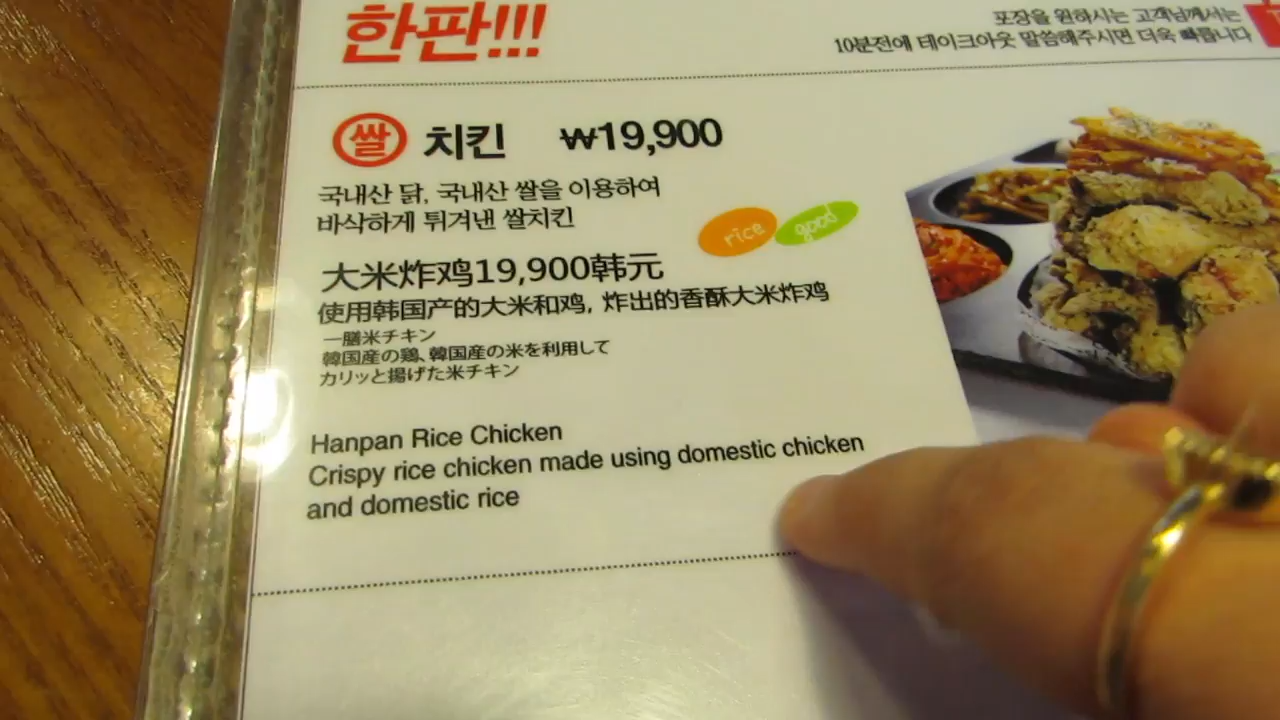 한판!!!
포장을 원하시는 고객님께서는
10분전에 테이크아웃 말씀해주시면 더욱 빠릅니다
쌀 치킨 ₩19,900
국내산 닭, 국내산 쌀을 이용하여
바삭하게 튀겨낸 쌀치킨
rice good
大米炸鸡19,900韩元
使用韩国产的大米和鸡, 炸出的香酥大米炸鸡
一膳米チキン
韓国産の鶏、韓国産の米を利用して
カリッと揚げた米チキン
Hanpan Rice Chicken
Crispy rice chicken made using domestic chicken
and domestic rice